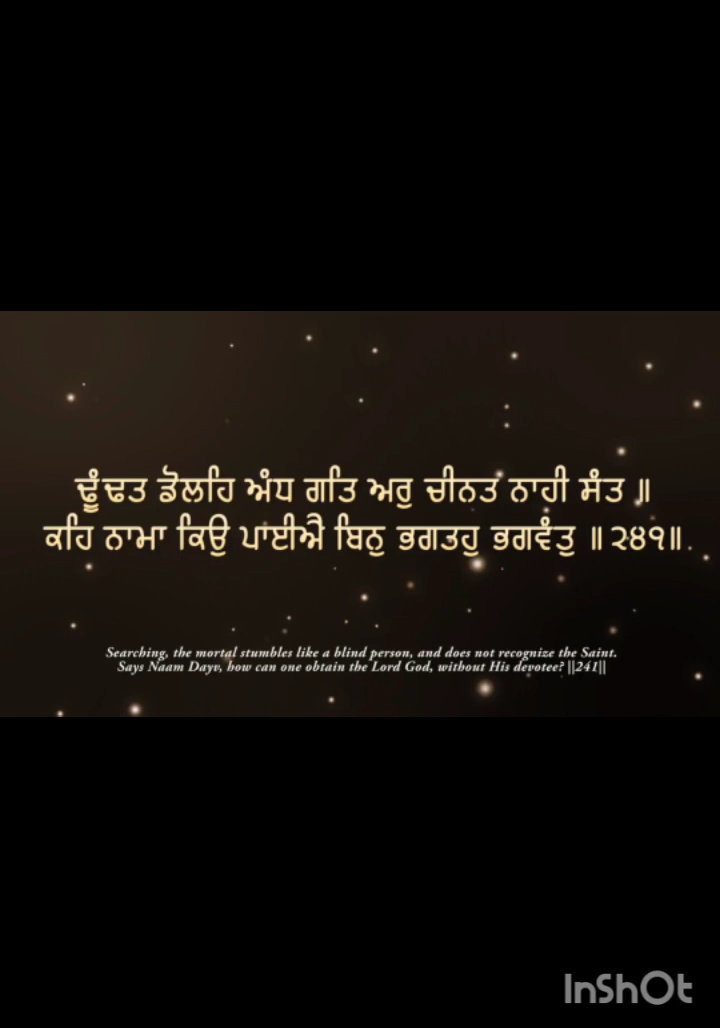 ਢੂੰਢਤ ਡੋਲਹਿ ਅੰਧ ਗਤਿ ਅਰੁ ਚੀਨਤ ਨਾਹੀ ਸੰਤ ॥
ਕਹਿ ਨਾਮਾ ਕਿਉ ਪਾਈਐ ਬਿਨੁ ਭਗਤਹੁ ਭਗਵੰਤੁ ॥੨੪੧॥
Searching, the mortal stumbles like a blind person, and does not recognize the Saint.
Says Naam Dayv, how can one obtain the Lord God, without His devotee? ||241||
InShOt